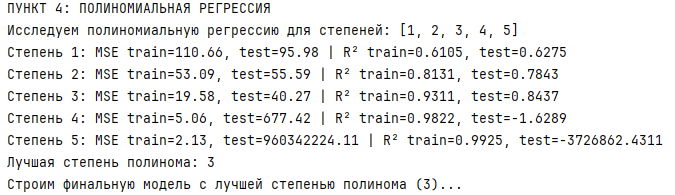 ПУНКТ 4: ПОЛИНОМИАЛЬНАЯ РЕГРЕССИЯ
Исследуем полиномиальную регрессию для степеней: [1, 2, 3, 4, 5]
Степень 1: MSE train=110.66, test=95.98 | R² train=0.6105, test=0.6275
Степень 2: MSE train=53.09, test=55.59 | R² train=0.8131, test=0.7843
Степень 3: MSE train=19.58, test=40.27 | R² train=0.9311, test=0.8437
Степень 4: MSE train=5.06, test=677.42 | R² train=0.9822, test=-1.6289
Степень 5: MSE train=2.13, test=960342224.11 | R² train=0.9925, test=-3726862.4311
Лучшая степень полинома: 3
Строим финальную модель с лучшей степенью полинома (3)...